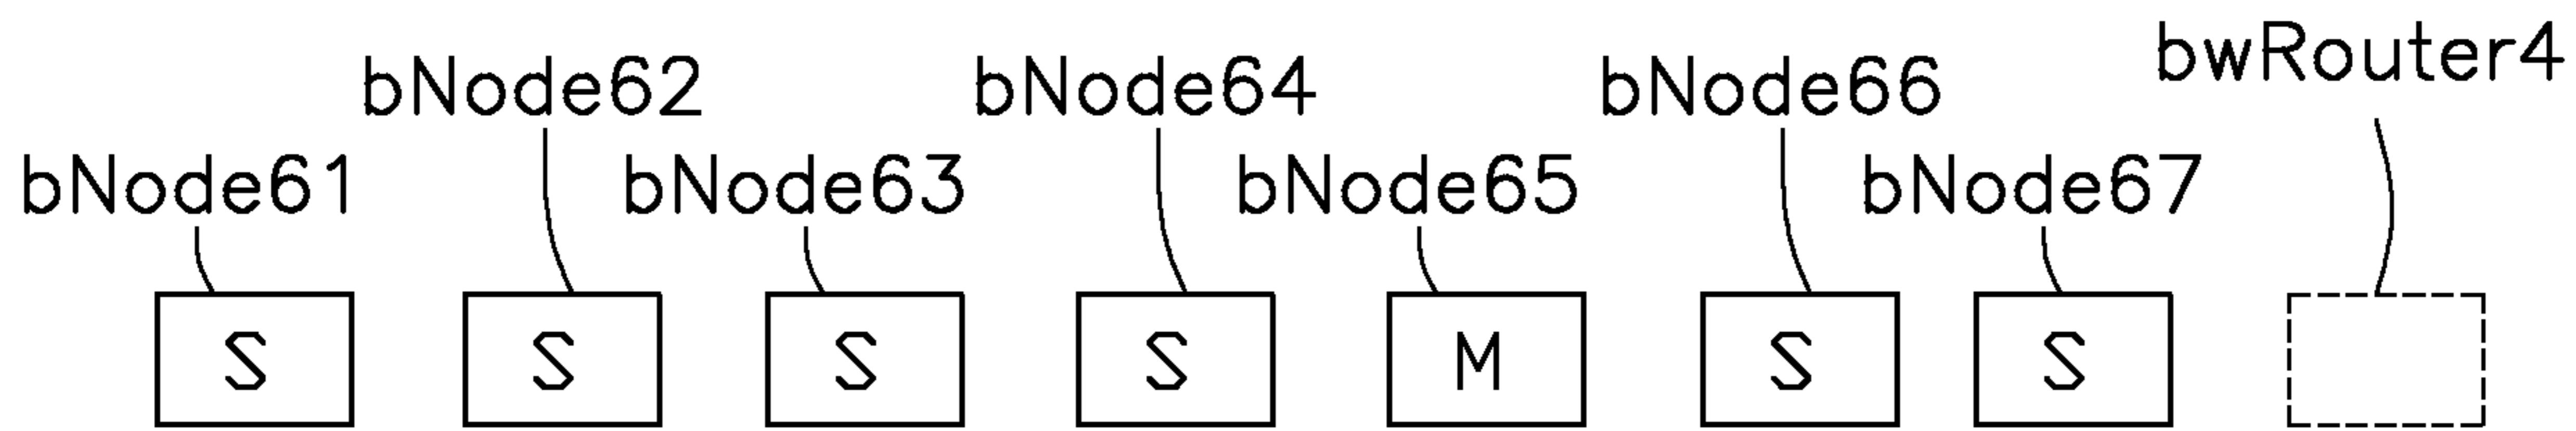 bwRouter4
bNode62 bNode64 bNode66
bNode61 bNode63 bNode65 bNode67
S S S S M S S